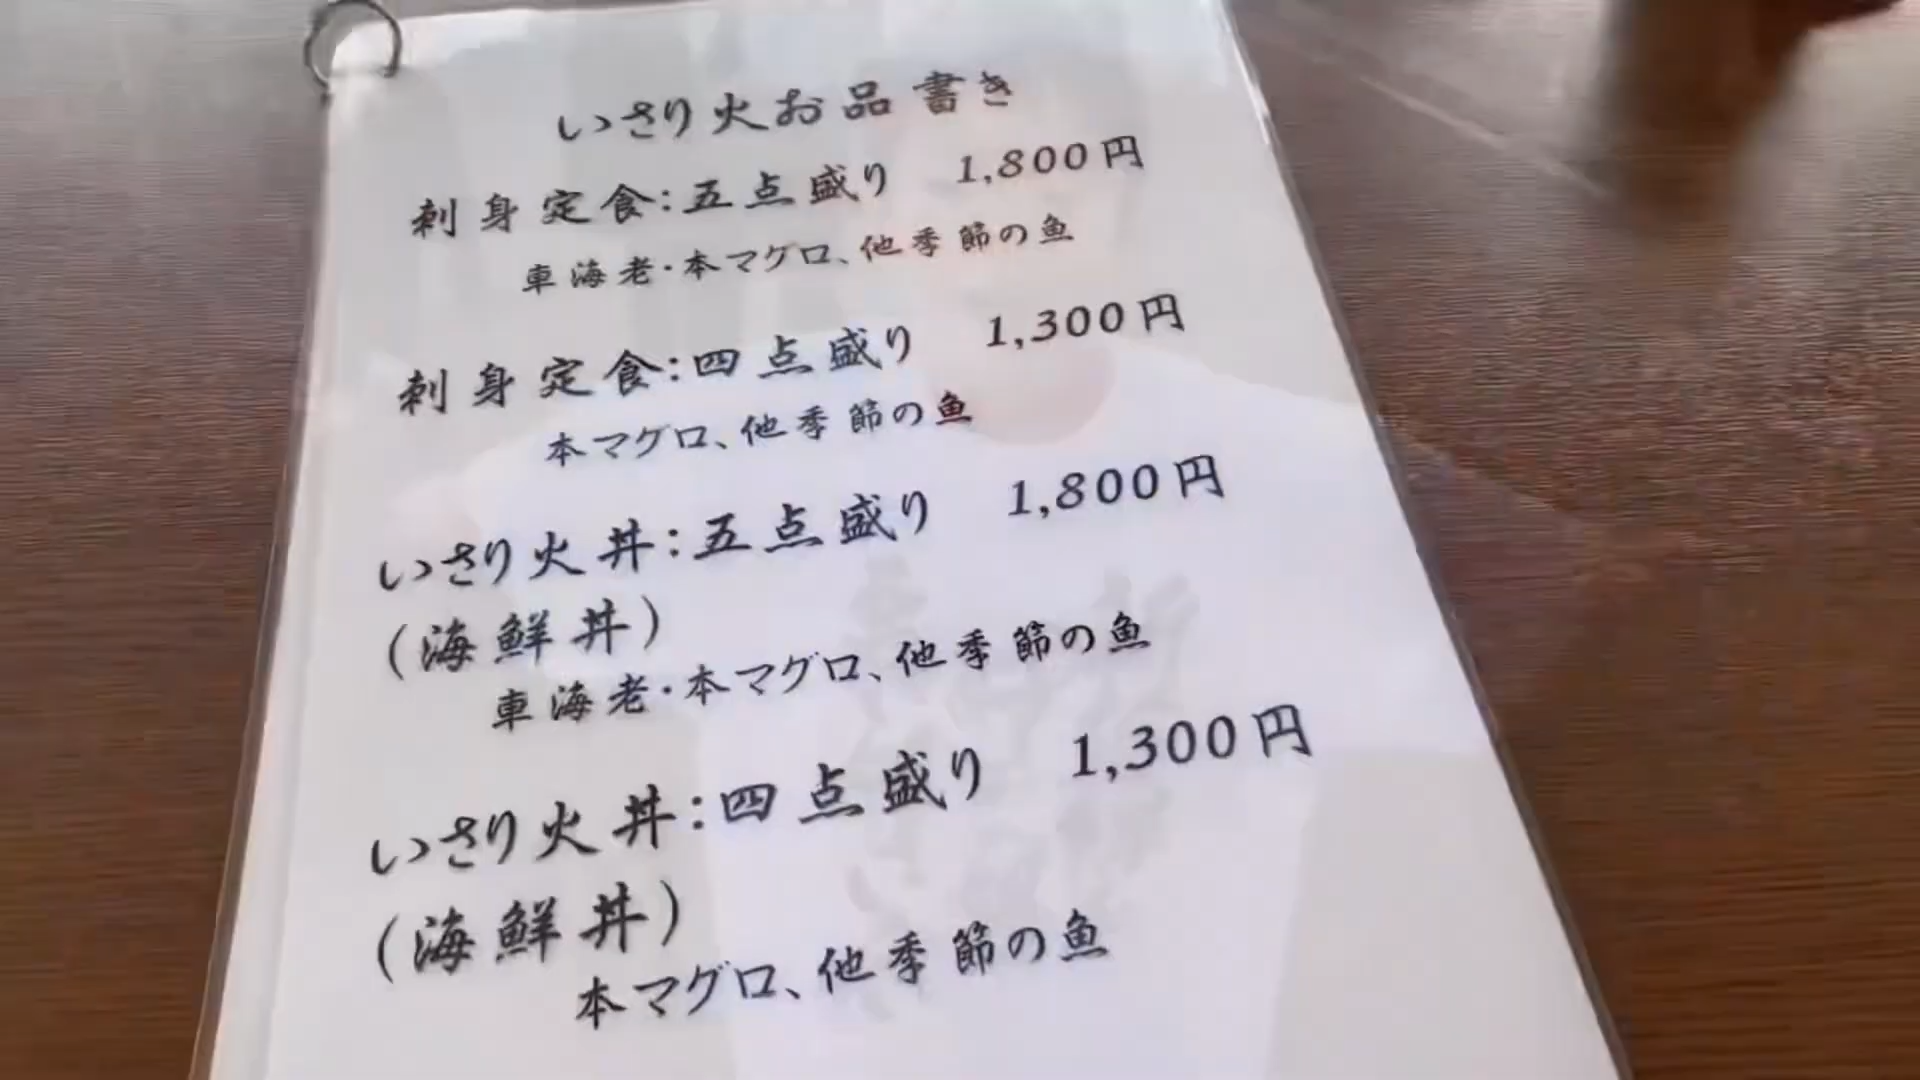 いさり火お品書き
刺身定食:五点盛り 1,800円
車海老・本マグロ、他季節の魚
刺身定食:四点盛り 1,300円
本マグロ、他季節の魚
いさり火丼:五点盛り 1,800円
(海鮮丼)
車海老・本マグロ、他季節の魚
いさり火丼:四点盛り 1,300円
(海鮮丼)
本マグロ、他季節の魚